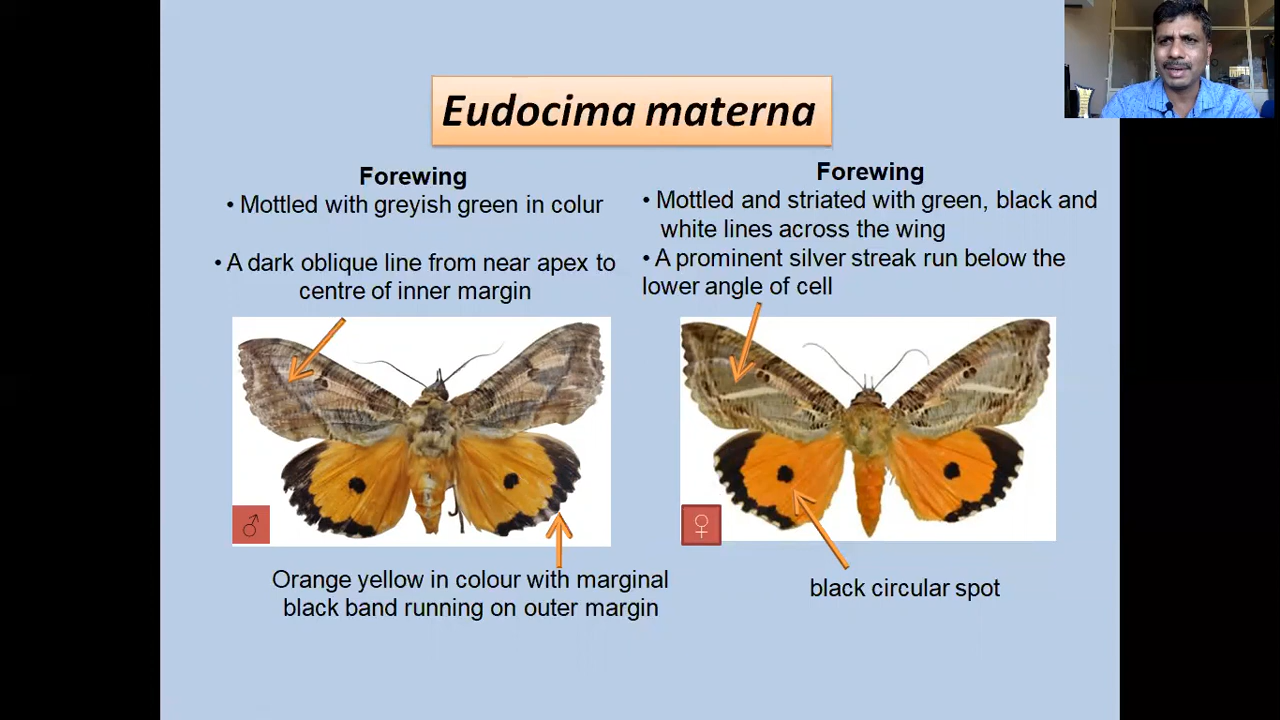 Eudocima materna
Forewing
• Mottled with greyish green in colur
• A dark oblique line from near apex to
centre of inner margin
Forewing
• Mottled and striated with green, black and
white lines across the wing
• A prominent silver streak run below the
lower angle of cell
♂
♀
Orange yellow in colour with marginal
black band running on outer margin
black circular spot